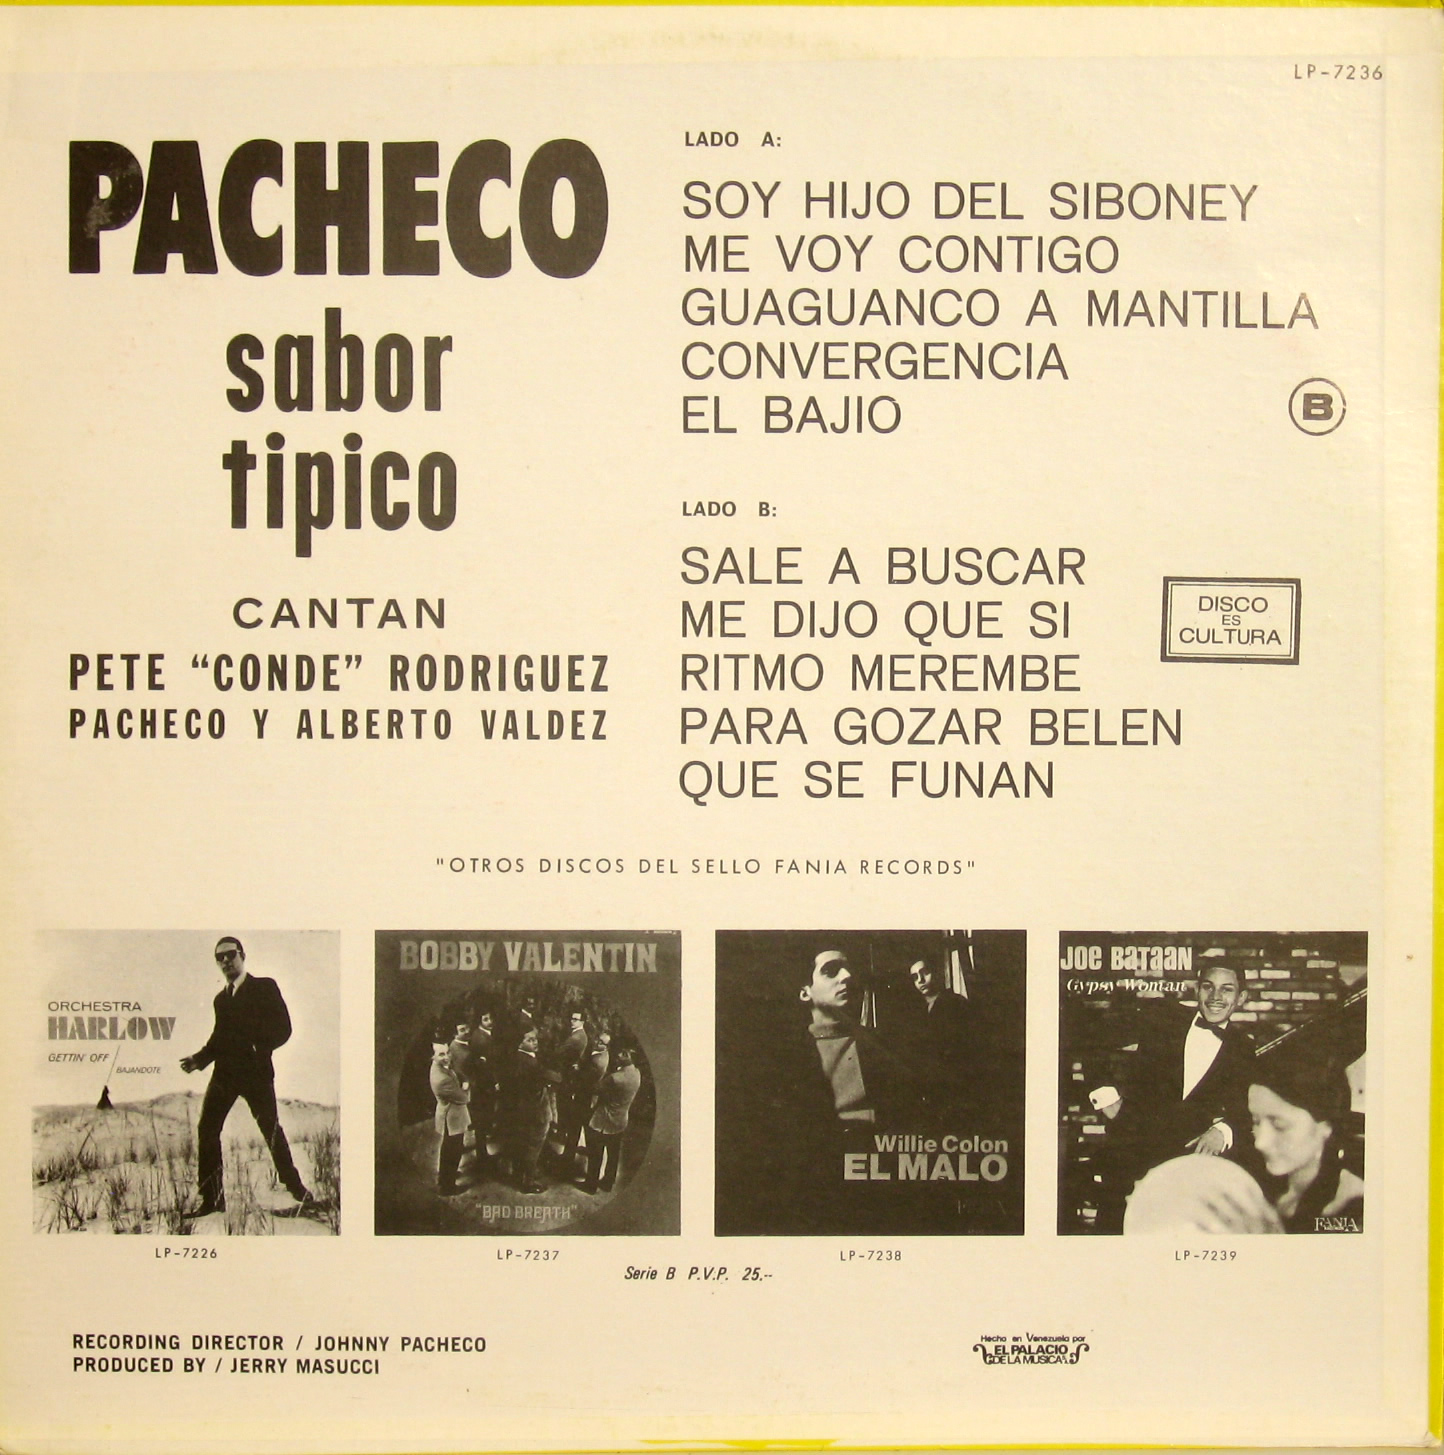 LP-7236
PACHECO
sabor
tipico
CANTAN
PETE “CONDE” RODRIGUEZ
PACHECO Y ALBERTO VALDEZ
LADO A:
SOY HIJO DEL SIBONEY
ME VOY CONTIGO
GUAGUANCO A MANTILLA
CONVERGENCIA
EL BAJIO
B
LADO B:
SALE A BUSCAR
ME DIJO QUE SI
RITMO MEREMBE
PARA GOZAR BELEN
QUE SE FUNAN
DISCO
ES
CULTURA
"OTROS DISCOS DEL SELLO FANIA RECORDS"
ORCHESTRA
HARLOW
GETTIN' OFF
BAJANDOTE
LP-7226
BOBBY VALENTIN
"BAD BREATH"
LP-7237
Willie Colon
EL MALO
LP-7238
JOE BATAAN
Gypsy Woman
FANIA
LP-7239
Serie B P.V.P. 25.--
RECORDING DIRECTOR / JOHNNY PACHECO
PRODUCED BY / JERRY MASUCCI
Hecho en Venezuela por
EL PALACIO
DE LA MUSICA